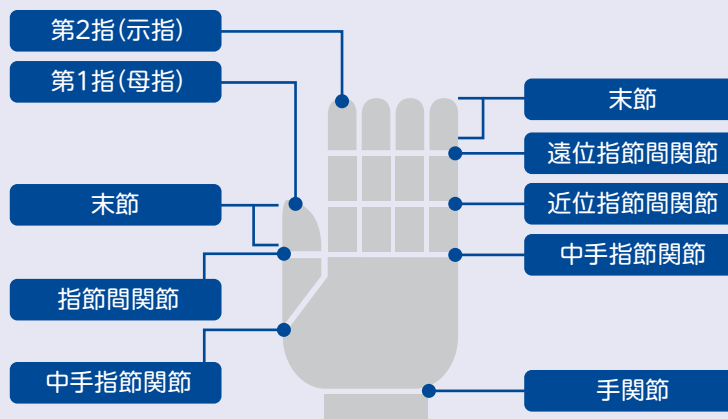 第2指(示指)
第1指(母指)
末節
指節間関節
中手指節関節
末節
遠位指節間関節
近位指節間関節
中手指節関節
手関節